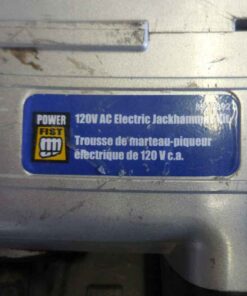 POWER
FIST
120V AC Electric Jackhammer Kit
Trousse de marteau-piqueur
électrique de 120 V c.a.